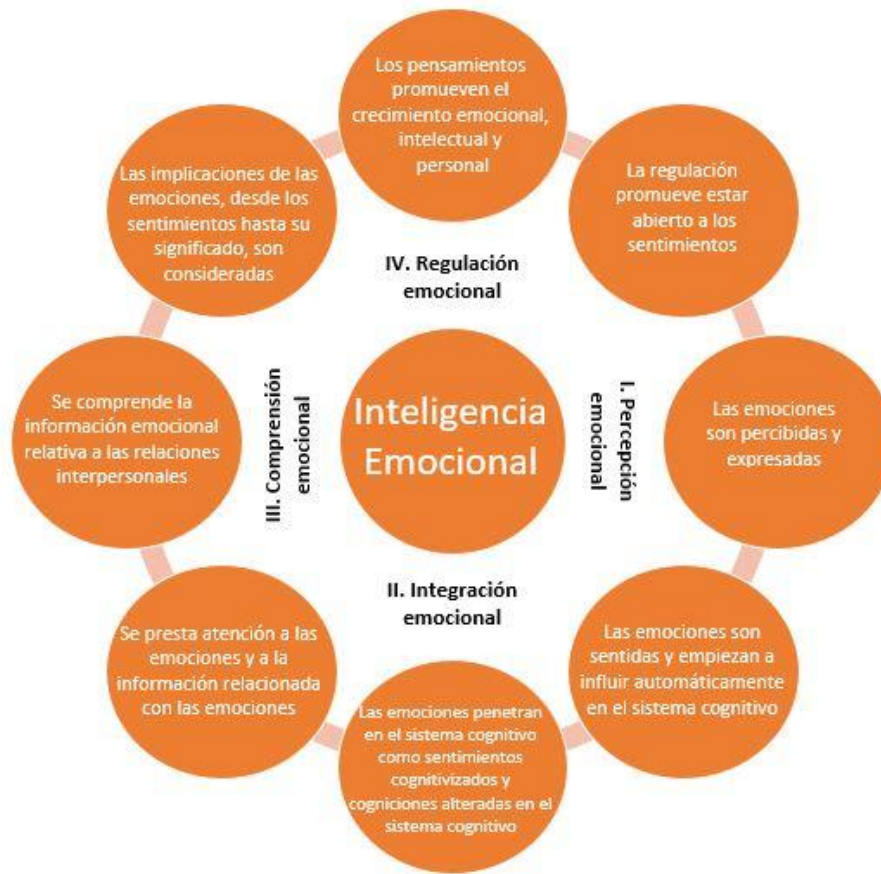 Los pensamientos
promueven el
crecimiento emocional,
intelectual y
personal
La regulación
promueve estar
abierto a los
sentimientos
Las emociones
son percibidas y
expresadas
Las emociones son
sentidas y empiezan a
influir automáticamente
en el sistema cognitivo
Las emociones penetran
en el sistema cognitivo
como sentimientos
cognitivizados y
cogniciones alteradas en el
sistema cognitivo
Se presta atención a las
emociones y a la
información relacionada
con las emociones
Se comprende la
información emocional
relativa a las relaciones
interpersonales
Las implicaciones de las
emociones, desde los
sentimientos hasta su
significado, son
consideradas
IV. Regulación
emocional
I. Percepción
emocional
II. Integración
emocional
III. Comprensión
emocional
Inteligencia
Emocional